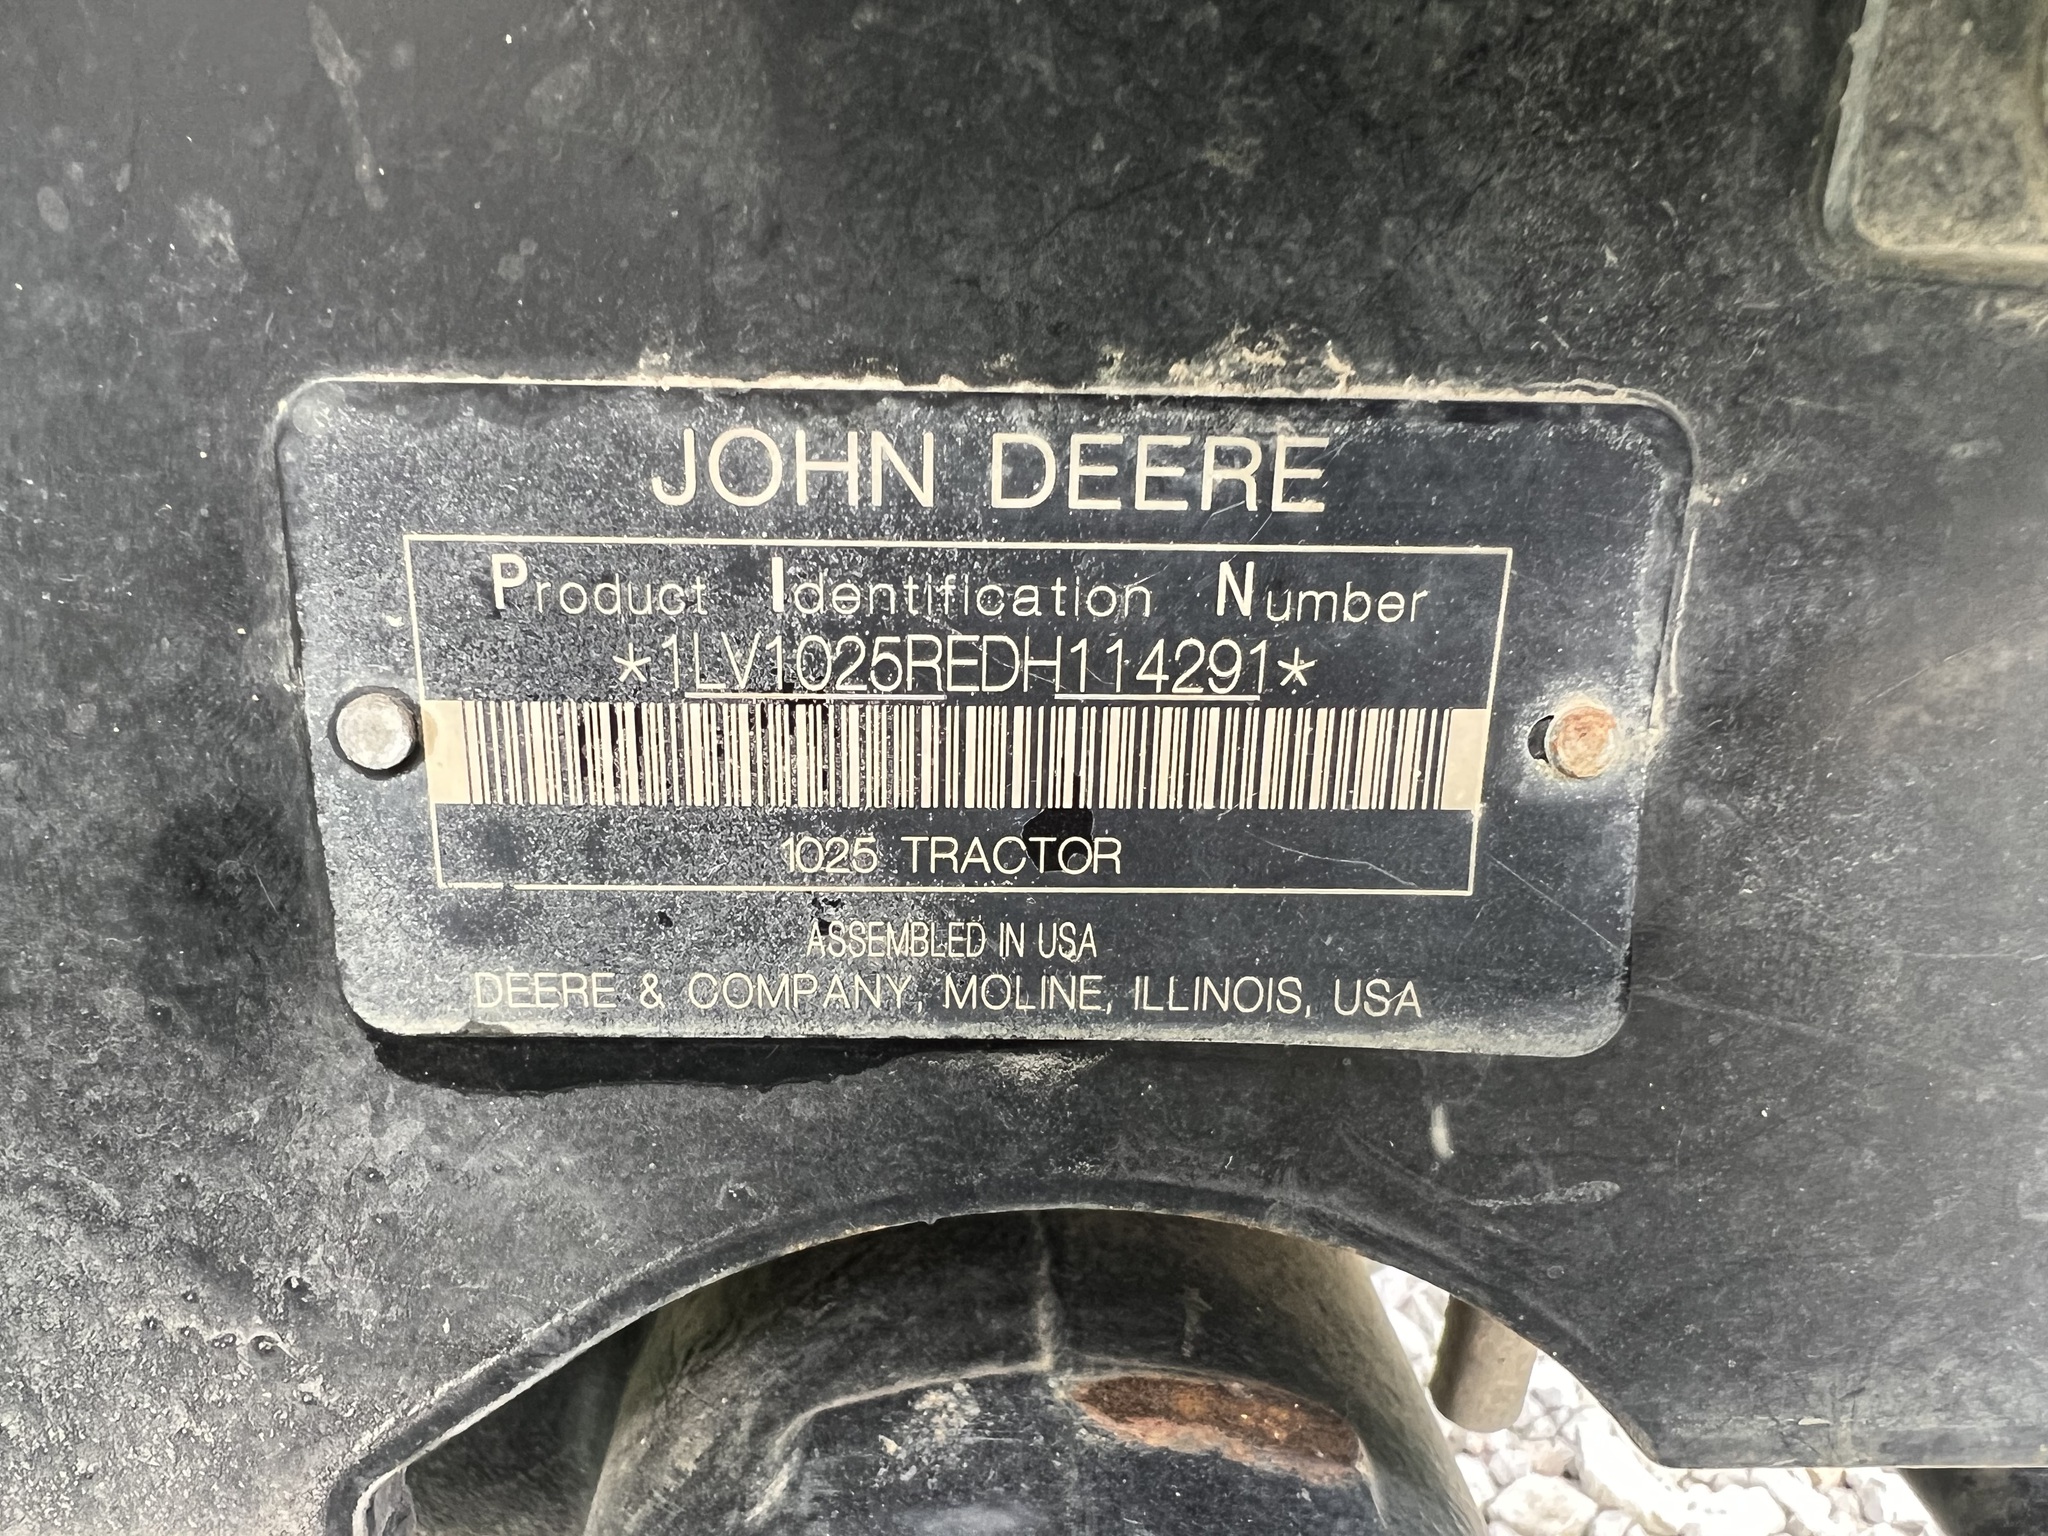 JOHN DEERE
Product Identification Number
*1LV1025REDH114291*
1025 TRACTOR
ASSEMBLED IN USA
DEERE & COMPANY, MOLINE, ILLINOIS, USA